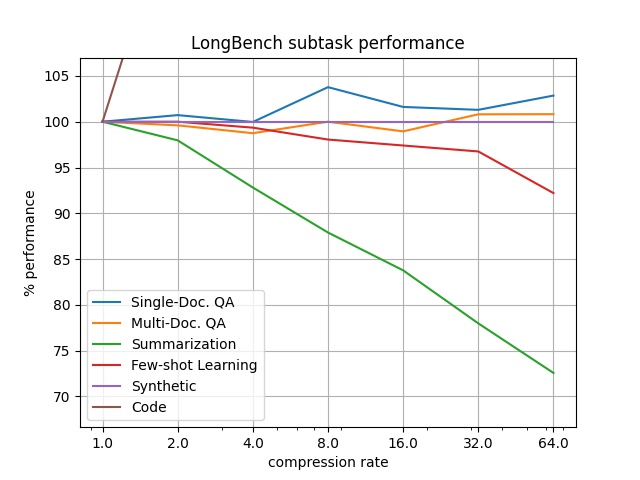 LongBench subtask performance
105
100
95
90
85
80
75
70
% performance
Single-Doc. QA
Multi-Doc. QA
Summarization
Few-shot Learning
Synthetic
Code
1.0 2.0 4.0 8.0 16.0 32.0 64.0
compression rate